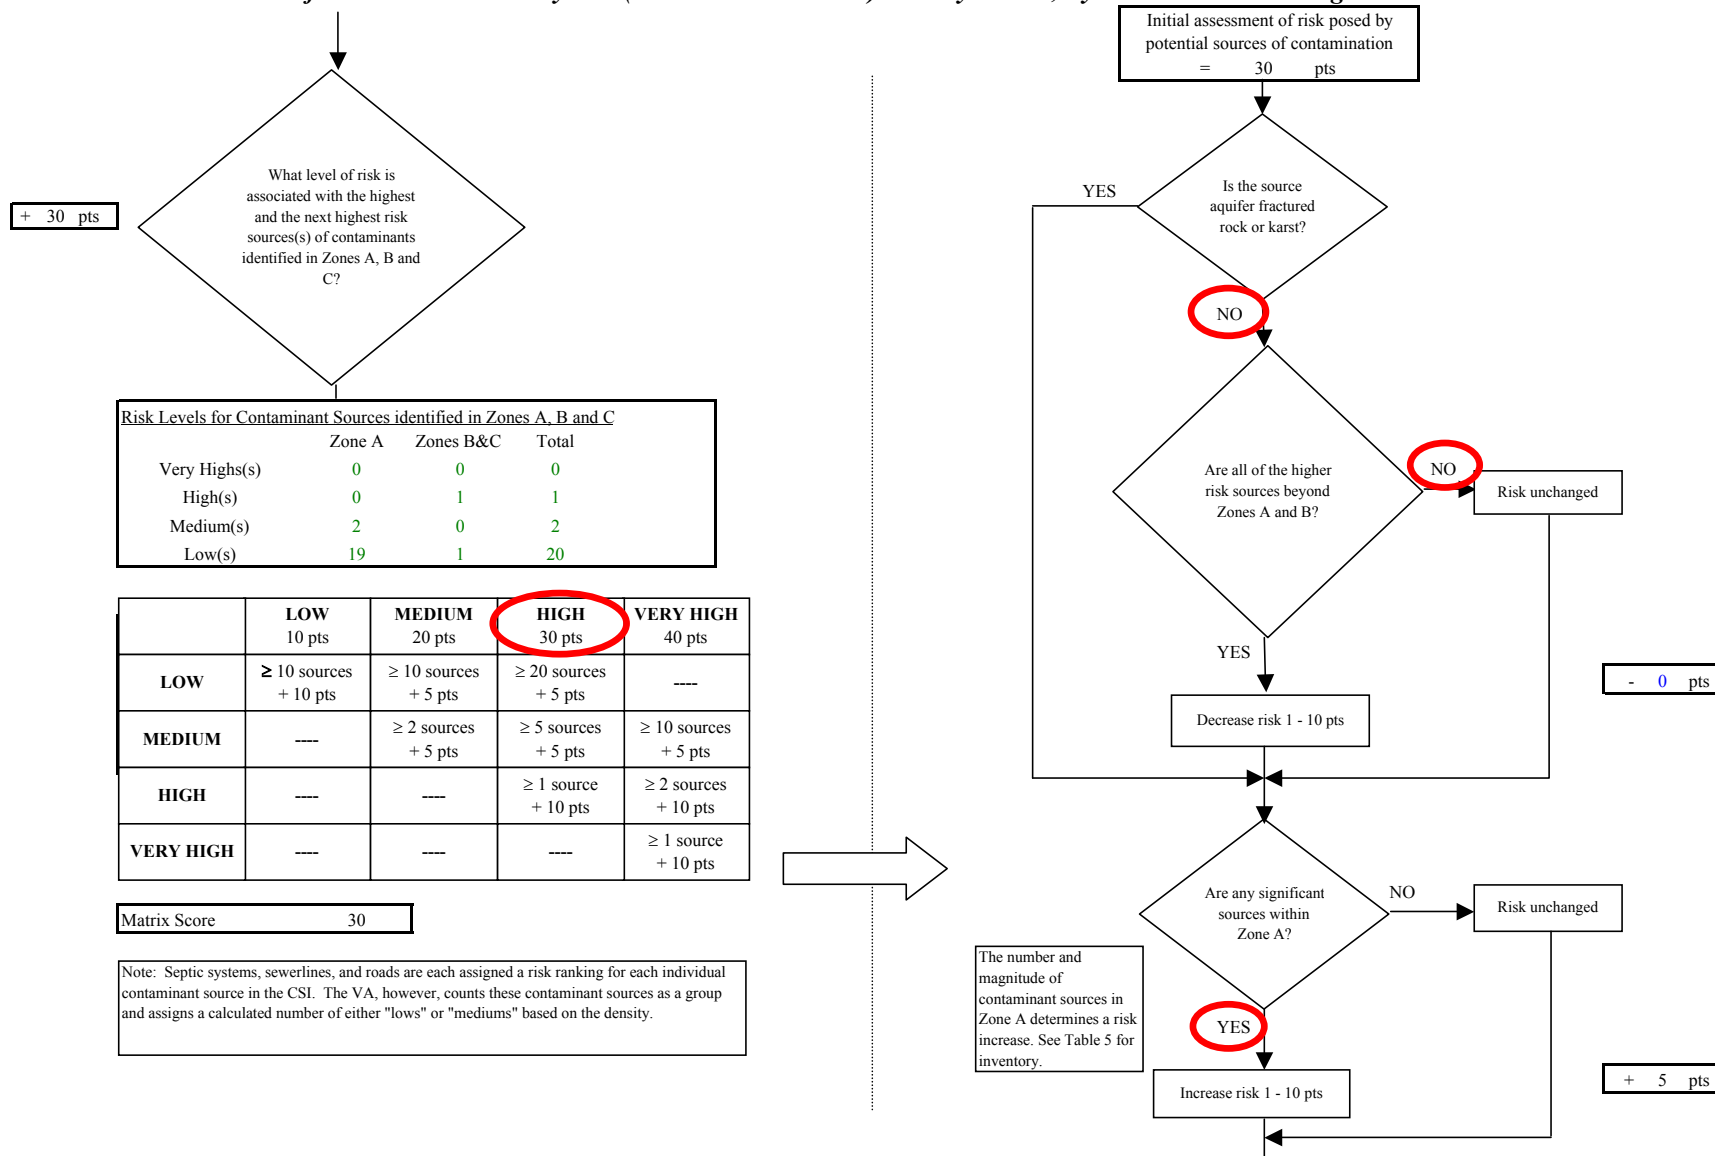 Initial assessment of risk posed by
potential sources of contamination
= 30 pts
What level of risk is
associated with the highest
and the next highest risk
sources(s) of contaminants
identified in Zones A, B and
C?
+ 30 pts
YES
Is the source
aquifer fractured
rock or karst?
NO
Risk Levels for Contaminant Sources identified in Zones A, B and C
Zone A Zones B&C Total
Very Highs(s) 0 0 0
High(s) 0 1 1
Medium(s) 2 0 2
Low(s) 19 1 20
Are all of the higher
risk sources beyond
Zones A and B?
NO
Risk unchanged
YES
Decrease risk 1 - 10 pts
- 0 pts
LOW MEDIUM HIGH VERY HIGH
10 pts 20 pts 30 pts 40 pts
LOW ≥ 10 sources ≥ 10 sources ≥ 20 sources ----
+ 10 pts + 5 pts + 5 pts
MEDIUM ---- ≥ 2 sources ≥ 5 sources ≥ 10 sources
+ 5 pts + 5 pts + 5 pts
HIGH ---- ---- ≥ 1 source ≥ 2 sources
+ 10 pts + 10 pts
VERY HIGH ---- ---- ---- ≥ 1 source
+ 10 pts
Matrix Score 30
Note: Septic systems, sewerlines, and roads are each assigned a risk ranking for each individual
contaminant source in the CSI. The VA, however, counts these contaminant sources as a group
and assigns a calculated number of either "lows" or "mediums" based on the density.
Are any significant
sources within
Zone A?
NO
Risk unchanged
The number and
magnitude of
contaminant sources in
Zone A determines a risk
increase. See Table 5 for
inventory.
YES
Increase risk 1 - 10 pts
+ 5 pts